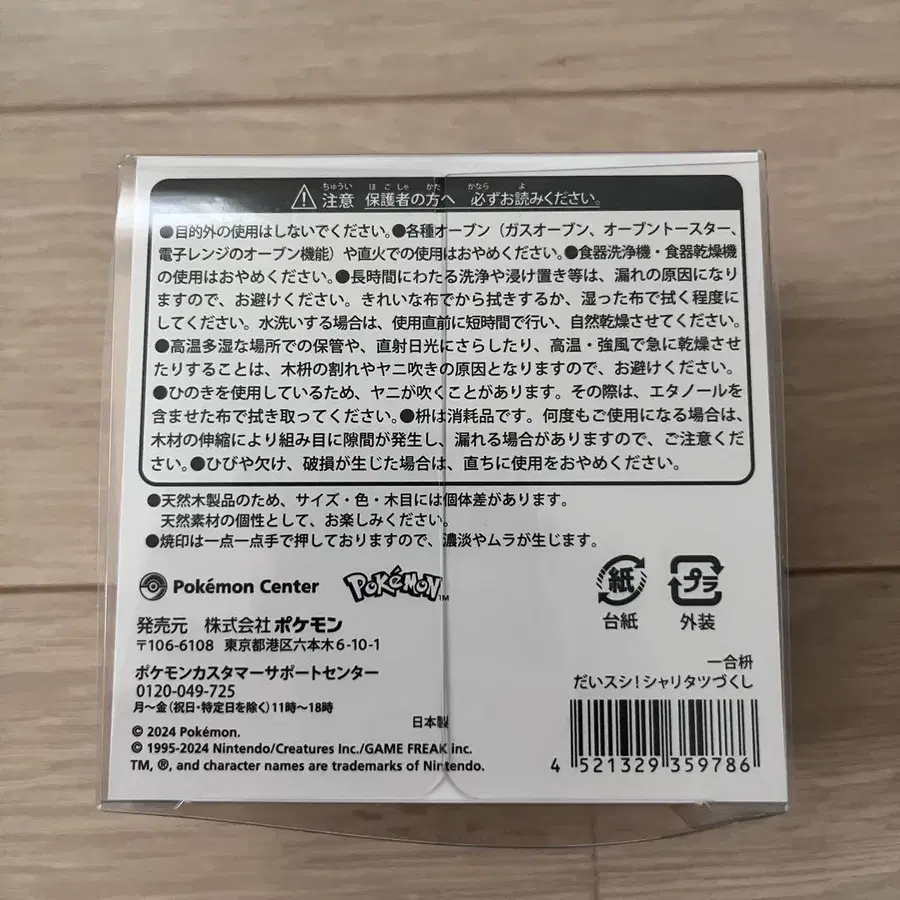 ⚠注意 保護者の方へ 必ずお読みください。
●目的外の使用はしないでください。●各種オーブン（ガスオーブン、オーブントースター、
電子レンジのオーブン機能）や直火での使用はおやめください。●食器洗浄機・食器乾燥機
の使用はおやめください。●長時間にわたる洗浄や浸け置き等は、漏れの原因になり
ますので、お避けください。きれいな布でから拭きするか、湿った布で拭く程度に
してください。水洗いする場合は、使用直前に短時間で行い、自然乾燥させてください。
●高温多湿な場所での保管や、直射日光にさらしたり、高温・強風で急に乾燥させ
たりすることは、木枡の割れやヤニ吹きの原因となりますので、お避けください。
●ひのきを使用しているため、ヤニが吹くことがあります。その際は、エタノールを
含ませた布で拭き取ってください。●枡は消耗品です。何度もご使用になる場合は、
木材の伸縮により組み目に隙間が発生し、漏れる場合がありますので、ご注意くだ
さい。●ひびや欠け、破損が生じた場合は、直ちに使用をおやめください。
●天然木製品のため、サイズ・色・木目には個体差があります。
天然素材の個性として、お楽しみください。
●焼印は一点一点手で押しておりますので、濃淡やムラが生じます。
Pokémon Center POKéMON™
紙 プラ
台紙 外装
発売元 株式会社ポケモン
〒106-6108 東京都港区六本木6-10-1
ポケモンカスタマーサポートセンター
0120-049-725
月～金（祝日・特定日を除く）11時～18時
日本製
© 2024 Pokémon.
© 1995-2024 Nintendo/Creatures Inc./GAME FREAK inc.
TM, ®, and character names are trademarks of Nintendo.
一合枡
だいスシ！シャリタツづくし
4 521329 359786